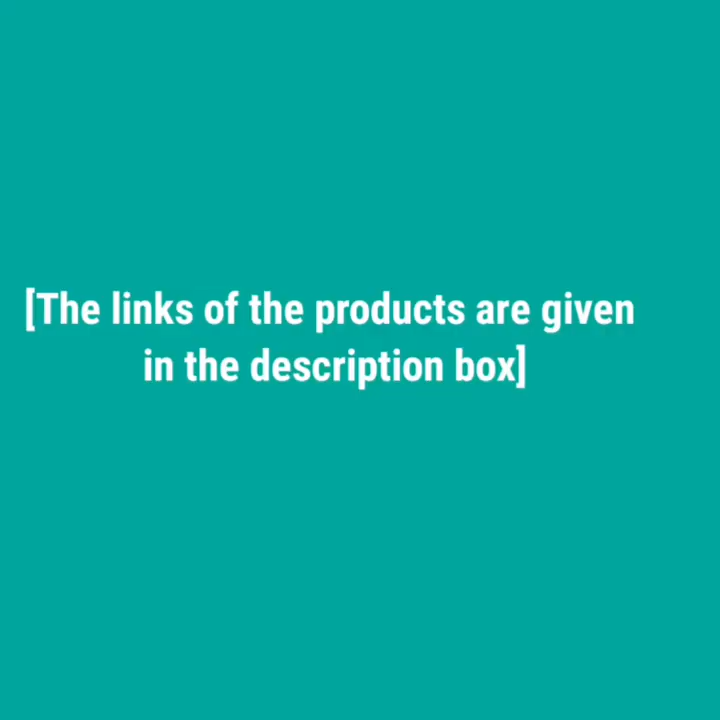 [The links of the products are given
in the description box]